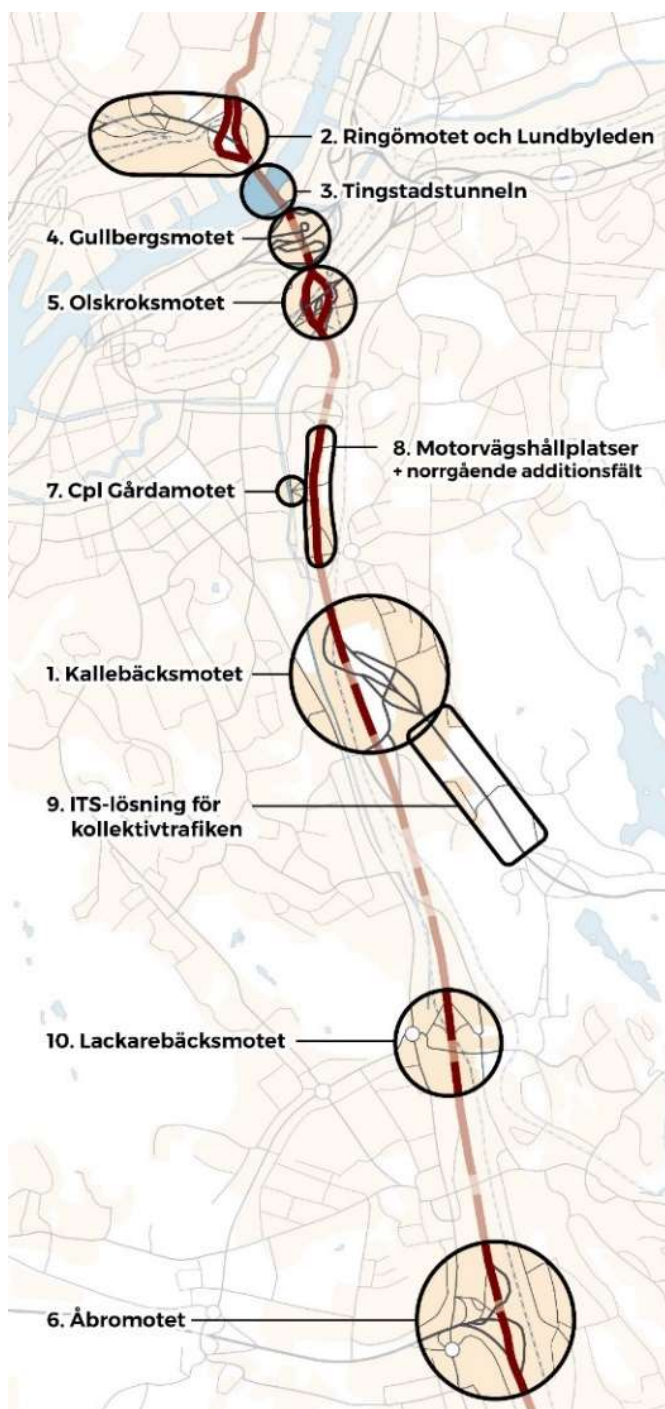 2. Ringömotet och Lundbyleden
3. Tingstadstunneln
4. Gullbergsmotet
5. Olskroksmotet
8. Motorvägshållplatser
+ norrgående additionsfält
7. Cpl Gårdamotet
1. Kallebäcksmotet
9. ITS-lösning för
kollektivtrafiken
10. Lackarebäcksmotet
6. Åbromotet